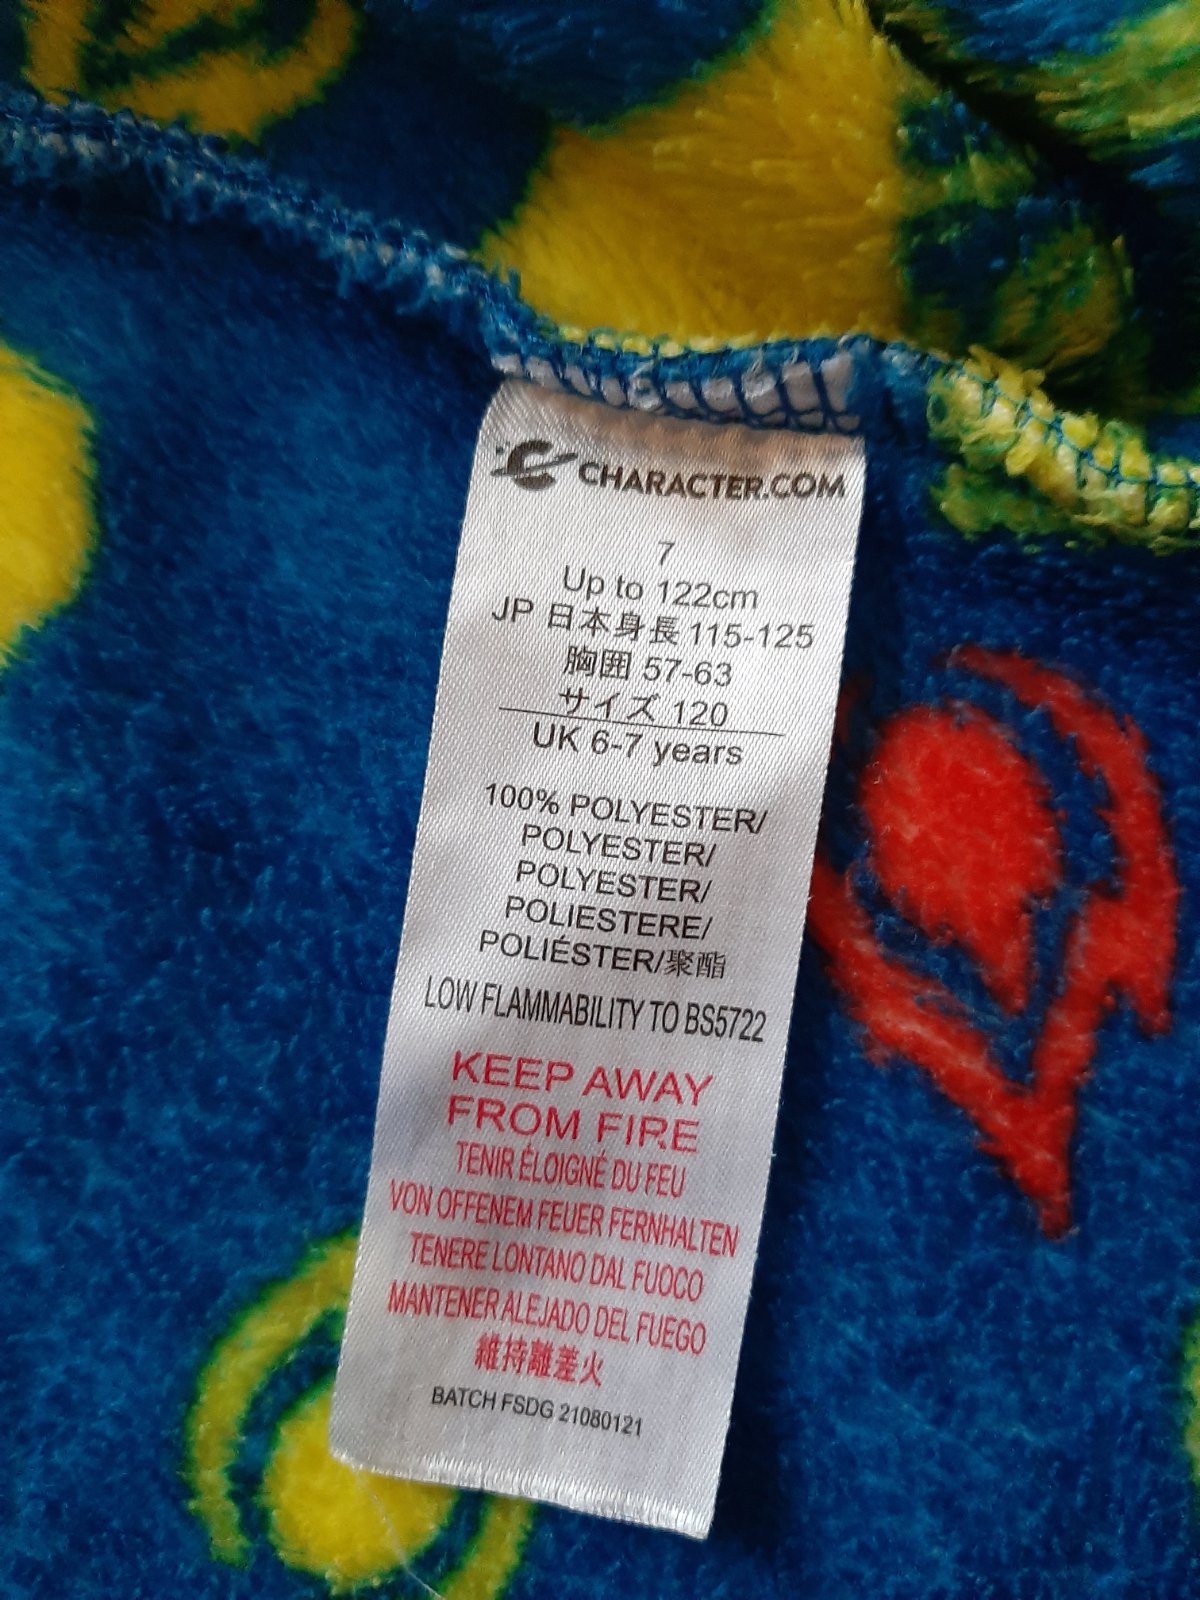 CHARACTER.COM
7
Up to 122cm
JP 日本身長 115-125
胸囲 57-63
サイズ 120
UK 6-7 years
100% POLYESTER/
POLYESTER/
POLYESTER/
POLIESTERE/
POLIÉSTER/聚酯
LOW FLAMMABILITY TO BS5722
KEEP AWAY
FROM FIRE
TENIR ÉLOIGNÉ DU FEU
VON OFFENEM FEUER FERNHALTEN
TENERE LONTANO DAL FUOCO
MANTENER ALEJADO DEL FUEGO
維持離差火
BATCH FSDG 21080121